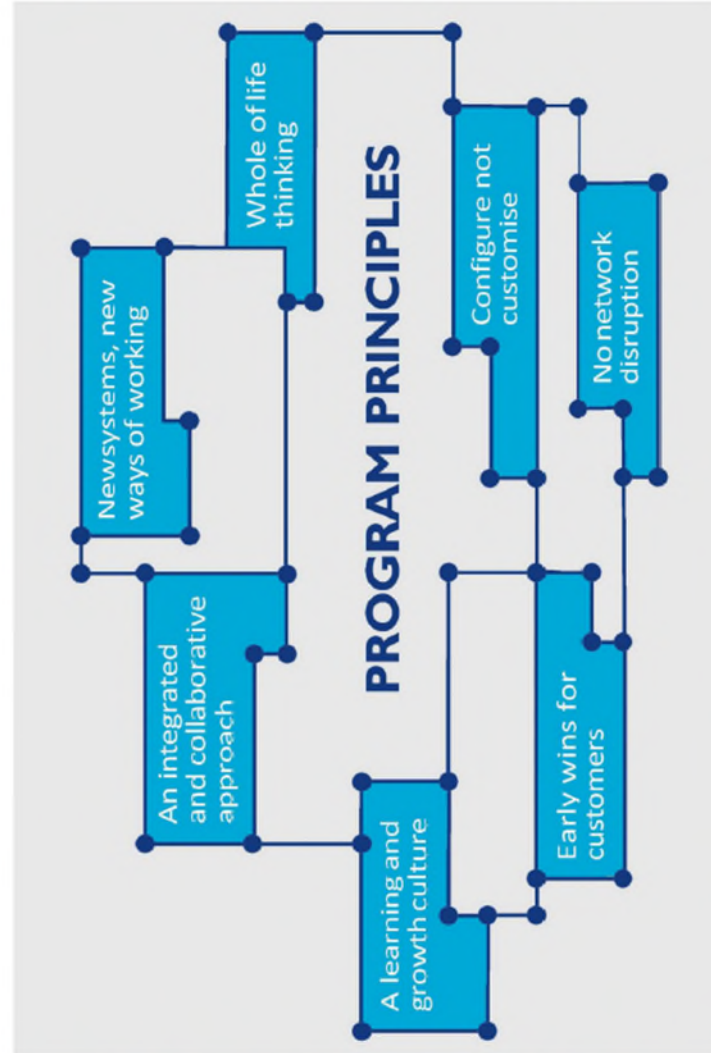 Newsystems, new
ways of working
Whole of life
thinking
An integrated
and collaborative
approach
PROGRAM PRINCIPLES
A learning and
growth culture
Configure not
customise
Early wins for
customers
No network
disruption